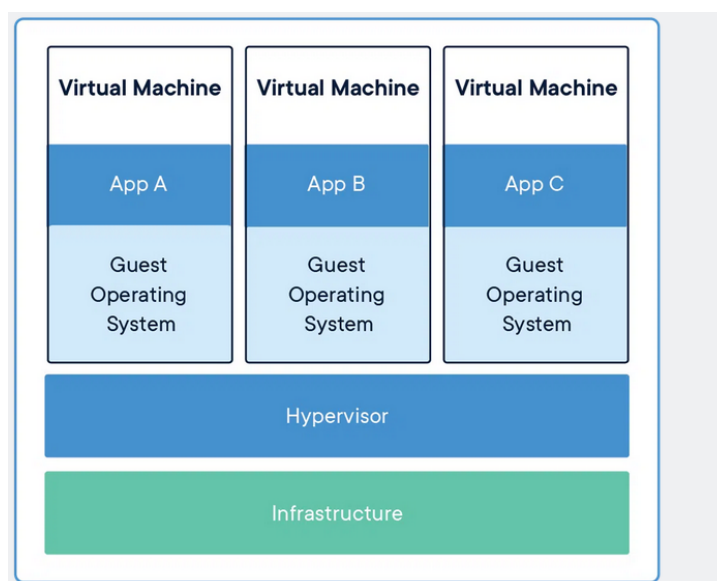 Virtual Machine
Virtual Machine
Virtual Machine
App A
App B
App C
Guest
Operating
System
Guest
Operating
System
Guest
Operating
System
Hypervisor
Infrastructure